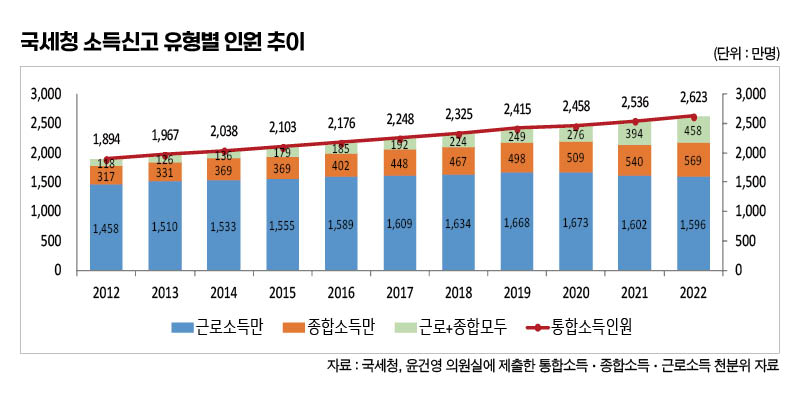 국세청 소득신고 유형별 인원 추이
(단위 : 만명)
3,000 3,000
2,500 2,500
2,000 2,000
1,500 1,500
1,000 1,000
500 500
0 0
1,894 1,967 2,038 2,103 2,176 2,248 2,325 2,415 2,458 2,536 2,623
118 126 136 179 185 192 224 249 276 394 458
317 331 369 369 402 448 467 498 509 540 569
1,458 1,510 1,533 1,555 1,589 1,609 1,634 1,668 1,673 1,602 1,596
2012 2013 2014 2015 2016 2017 2018 2019 2020 2021 2022
근로소득만 종합소득만 근로+종합모두 통합소득인원
자료 : 국세청, 윤건영 의원실에 제출한 통합소득·종합소득·근로소득 천분위 자료